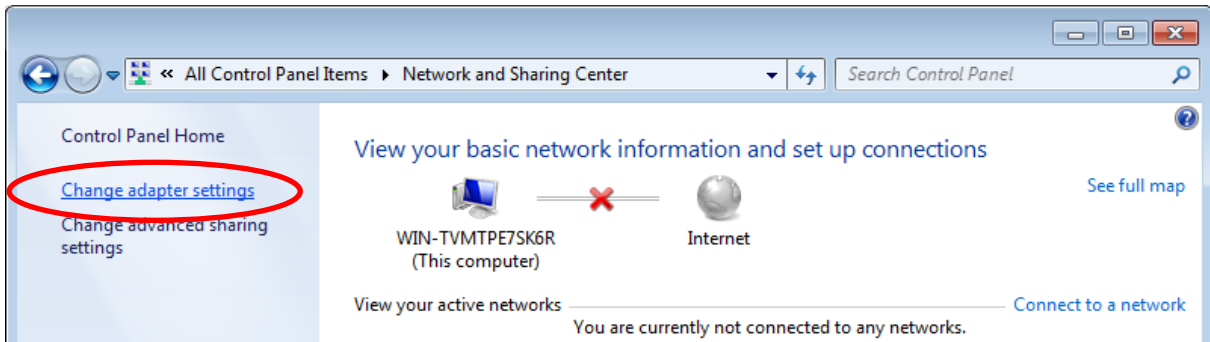 « All Control Panel Items ▸ Network and Sharing Center
Search Control Panel
Control Panel Home
Change adapter settings
Change advanced sharing
settings
View your basic network information and set up connections
See full map
WIN-TVMTPE7SK6R
(This computer)
Internet
View your active networks
Connect to a network
You are currently not connected to any networks.